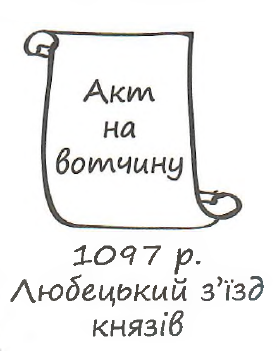 Акт
на
вотчину
1097 р.
Любецький з'їзд
князів